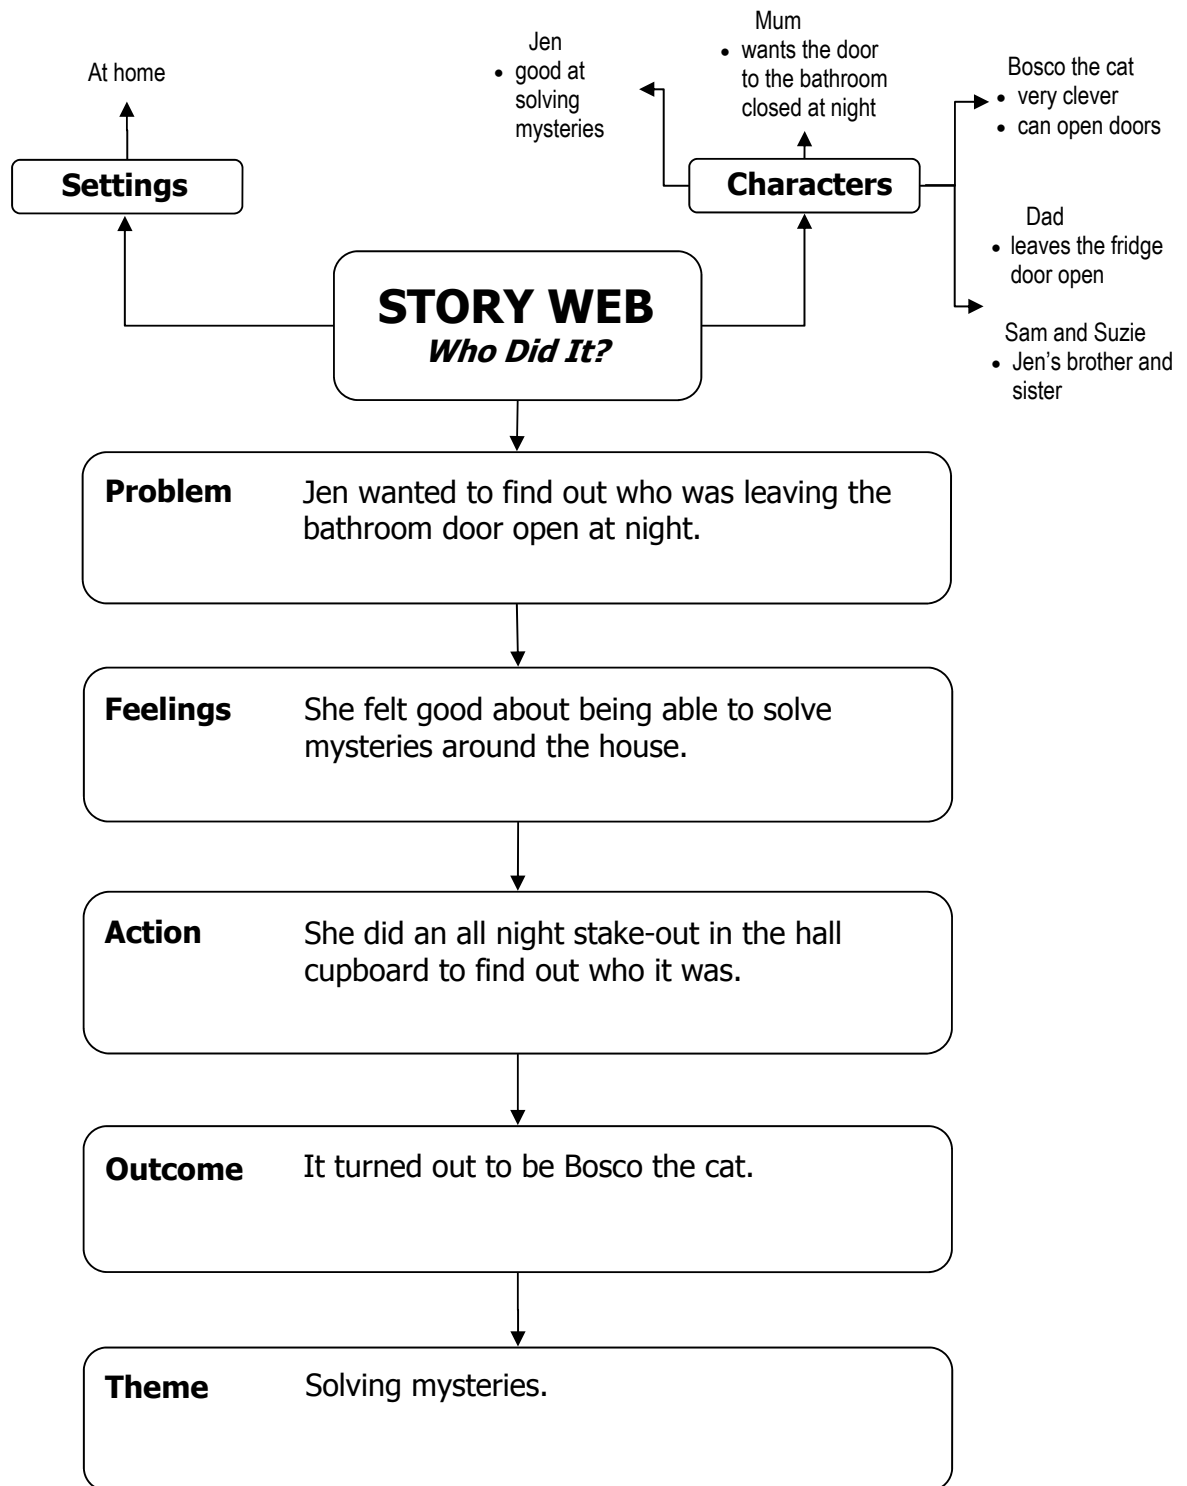 At home
Settings
Jen
• good at
solving
mysteries
Mum
• wants the door
to the bathroom
closed at night
Bosco the cat
• very clever
• can open doors
Characters
Dad
• leaves the fridge
door open
Sam and Suzie
• Jen's brother and
sister
STORY WEB
Who Did It?
Problem Jen wanted to find out who was leaving the
bathroom door open at night.
Feelings She felt good about being able to solve
mysteries around the house.
Action She did an all night stake-out in the hall
cupboard to find out who it was.
Outcome It turned out to be Bosco the cat.
Theme Solving mysteries.